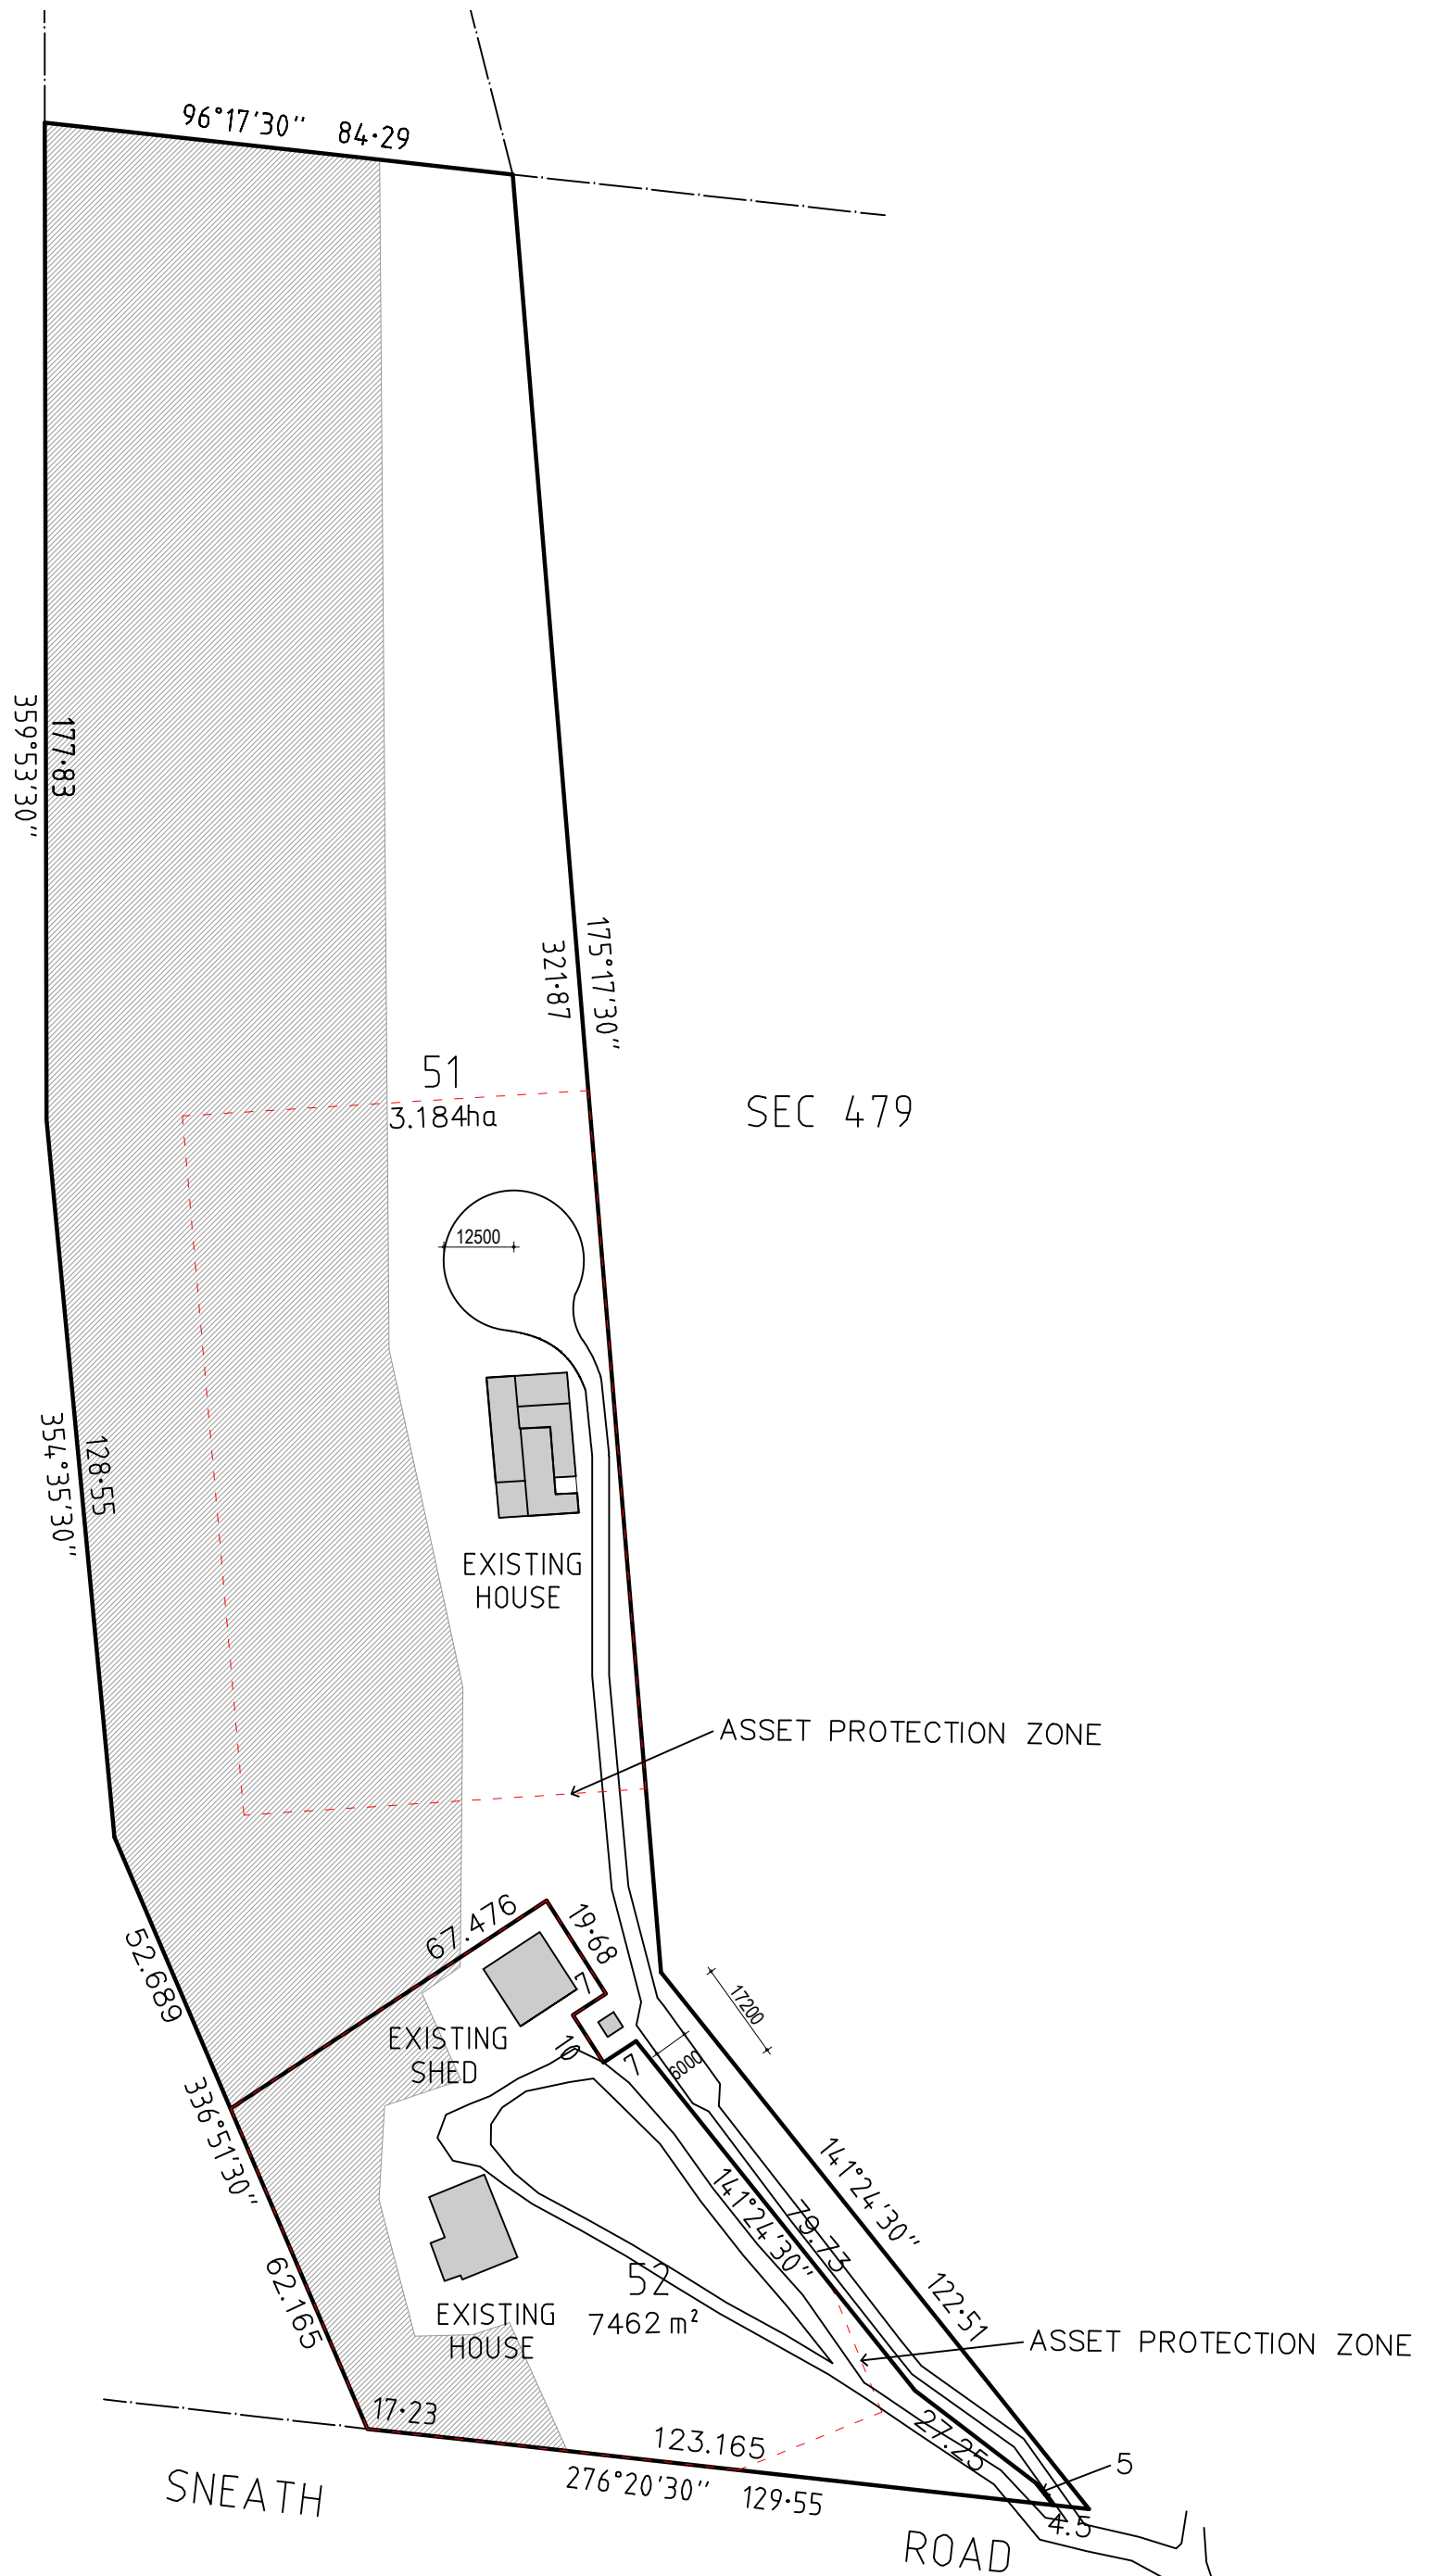 96°17'30" 84·29
177·83
359°53'30"
175°17'30"
321·87
51
3.184ha
SEC 479
12500
354°35'30"
128·55
EXISTING
HOUSE
ASSET PROTECTION ZONE
67.476
19·68
52.689
7
17200
EXISTING
SHED
10
7
6000
336°51'30"
141°24'30"
141°24'30"
79.73
62.165
52
7462 m²
122·51
EXISTING
HOUSE
ASSET PROTECTION ZONE
17·23
123.165
27.25
5
276°20'30" 129·55
4.5
SNEATH
ROAD